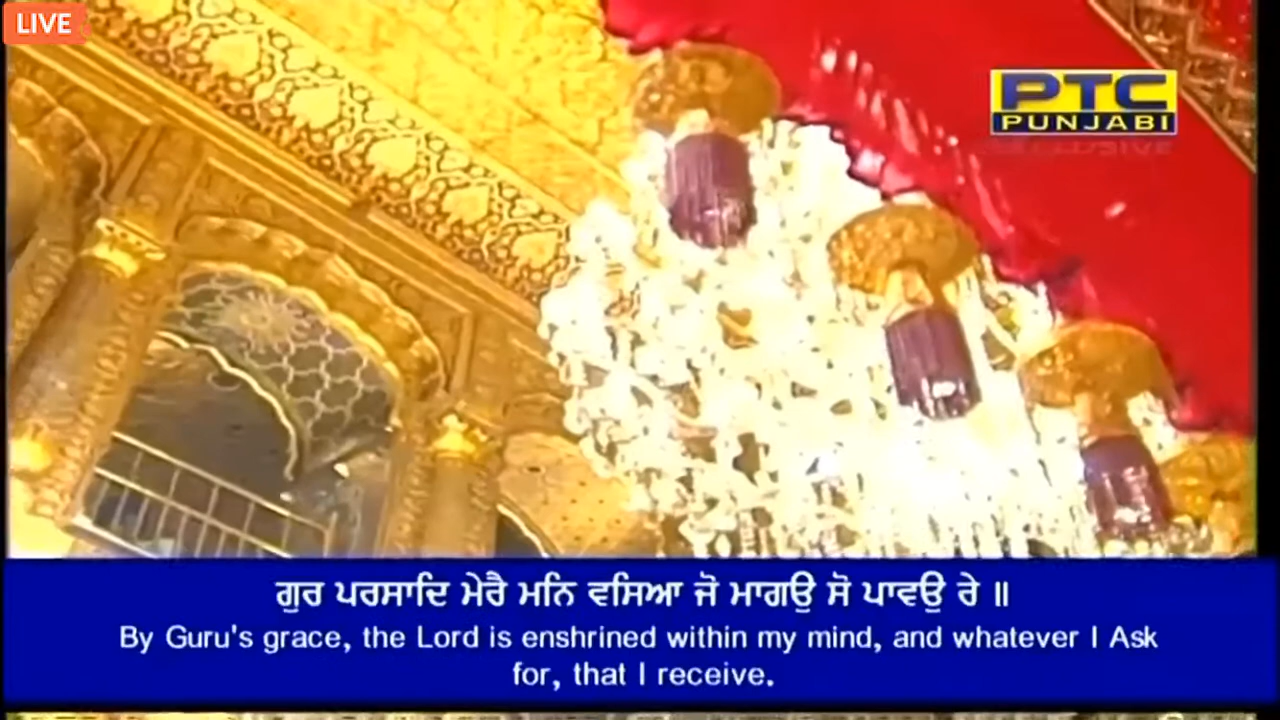 LIVE
PTC
PUNJABI
EXCLUSIVE
ਗੁਰ ਪਰਸਾਦਿ ਮੇਰੈ ਮਨਿ ਵਸਿਆ ਜੋ ਮਾਗਉ ਸੋ ਪਾਵਉ ਰੇ ॥
By Guru's grace, the Lord is enshrined within my mind, and whatever I Ask
for, that I receive.